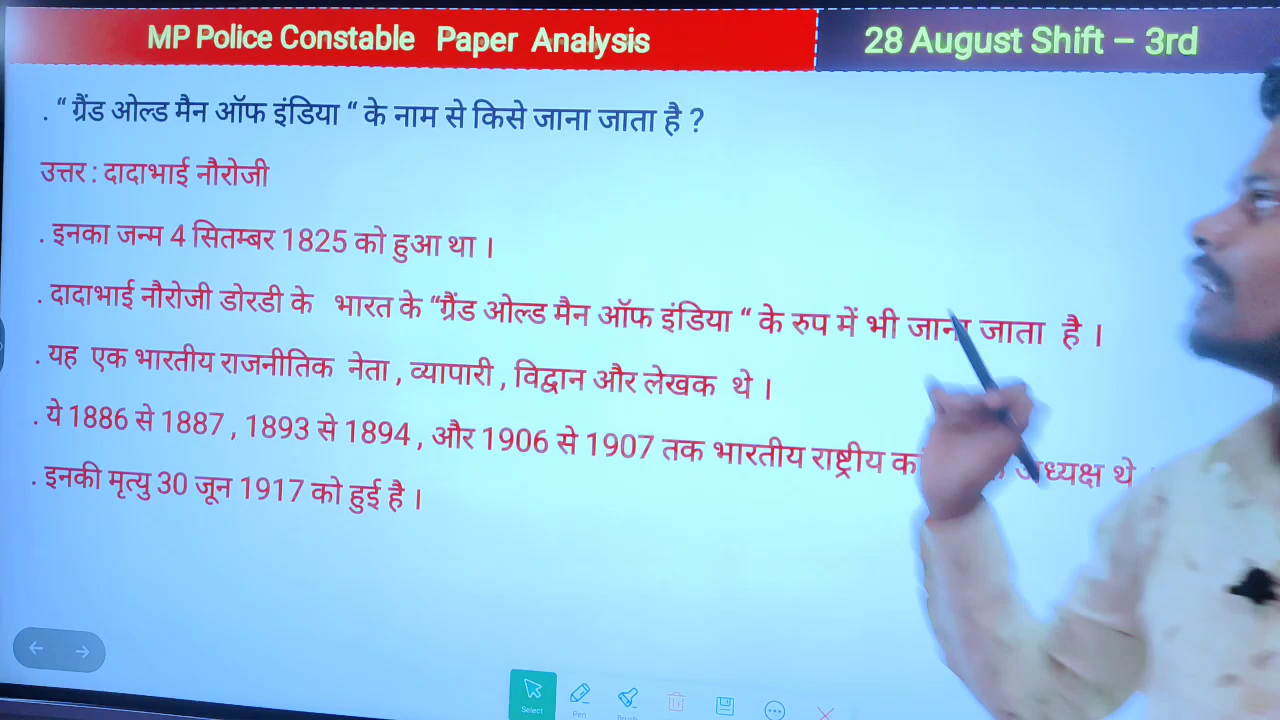 MP Police Constable Paper Analysis
28 August Shift – 3rd
. “ ग्रैंड ओल्ड मैन ऑफ इंडिया “ के नाम से किसे जाना जाता है ?
उत्तर : दादाभाई नौरोजी
. इनका जन्म 4 सितम्बर 1825 को हुआ था ।
. दादाभाई नौरोजी डोरडी के भारत के “ग्रैंड ओल्ड मैन ऑफ इंडिया “ के रुप में भी जाना जाता है ।
. यह एक भारतीय राजनीतिक नेता , व्यापारी , विद्वान और लेखक थे ।
. ये 1886 से 1887 , 1893 से 1894 , और 1906 से 1907 तक भारतीय राष्ट्रीय अध्यक्ष थे
. इनकी मृत्यु 30 जून 1917 को हुई है ।
Select
Pen